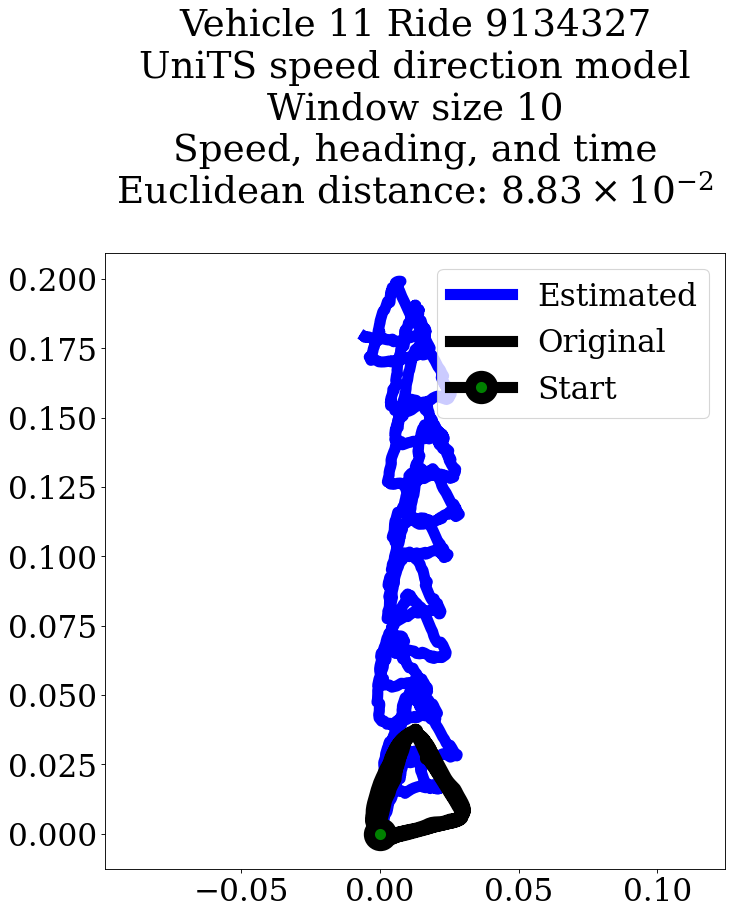 Vehicle 11 Ride 9134327
UniTS speed direction model
Window size 10
Speed, heading, and time
Euclidean distance: 8.83 × 10⁻²
Estimated
Original
Start
0.200
0.175
0.150
0.125
0.100
0.075
0.050
0.025
0.000
−0.05 0.00 0.05 0.10